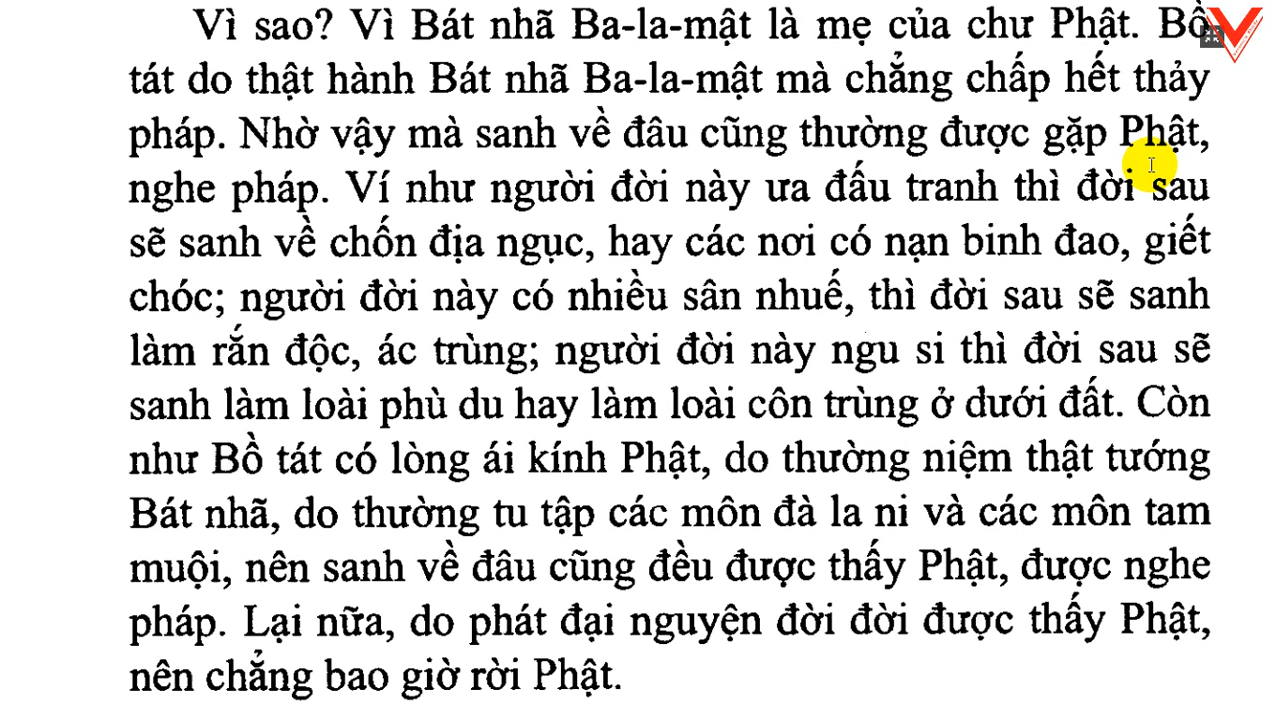 Vì sao? Vì Bát nhã Ba-la-mật là mẹ của chư Phật. Bồ
tát do thật hành Bát nhã Ba-la-mật mà chẳng chấp hết thảy
pháp. Nhờ vậy mà sanh về đâu cũng thường được gặp Phật,
nghe pháp. Ví như người đời này ưa đấu tranh thì đời sau
sẽ sanh về chốn địa ngục, hay các nơi có nạn binh đao, giết
chóc; người đời này có nhiều sân nhuế, thì đời sau sẽ sanh
làm rắn độc, ác trùng; người đời này ngu si thì đời sau sẽ
sanh làm loài phù du hay làm loài côn trùng ở dưới đất. Còn
như Bồ tát có lòng ái kính Phật, do thường niệm thật tướng
Bát nhã, do thường tu tập các môn đà la ni và các môn tam
muội, nên sanh về đâu cũng đều được thấy Phật, được nghe
pháp. Lại nữa, do phát đại nguyện đời đời được thấy Phật,
nên chẳng bao giờ rời Phật.